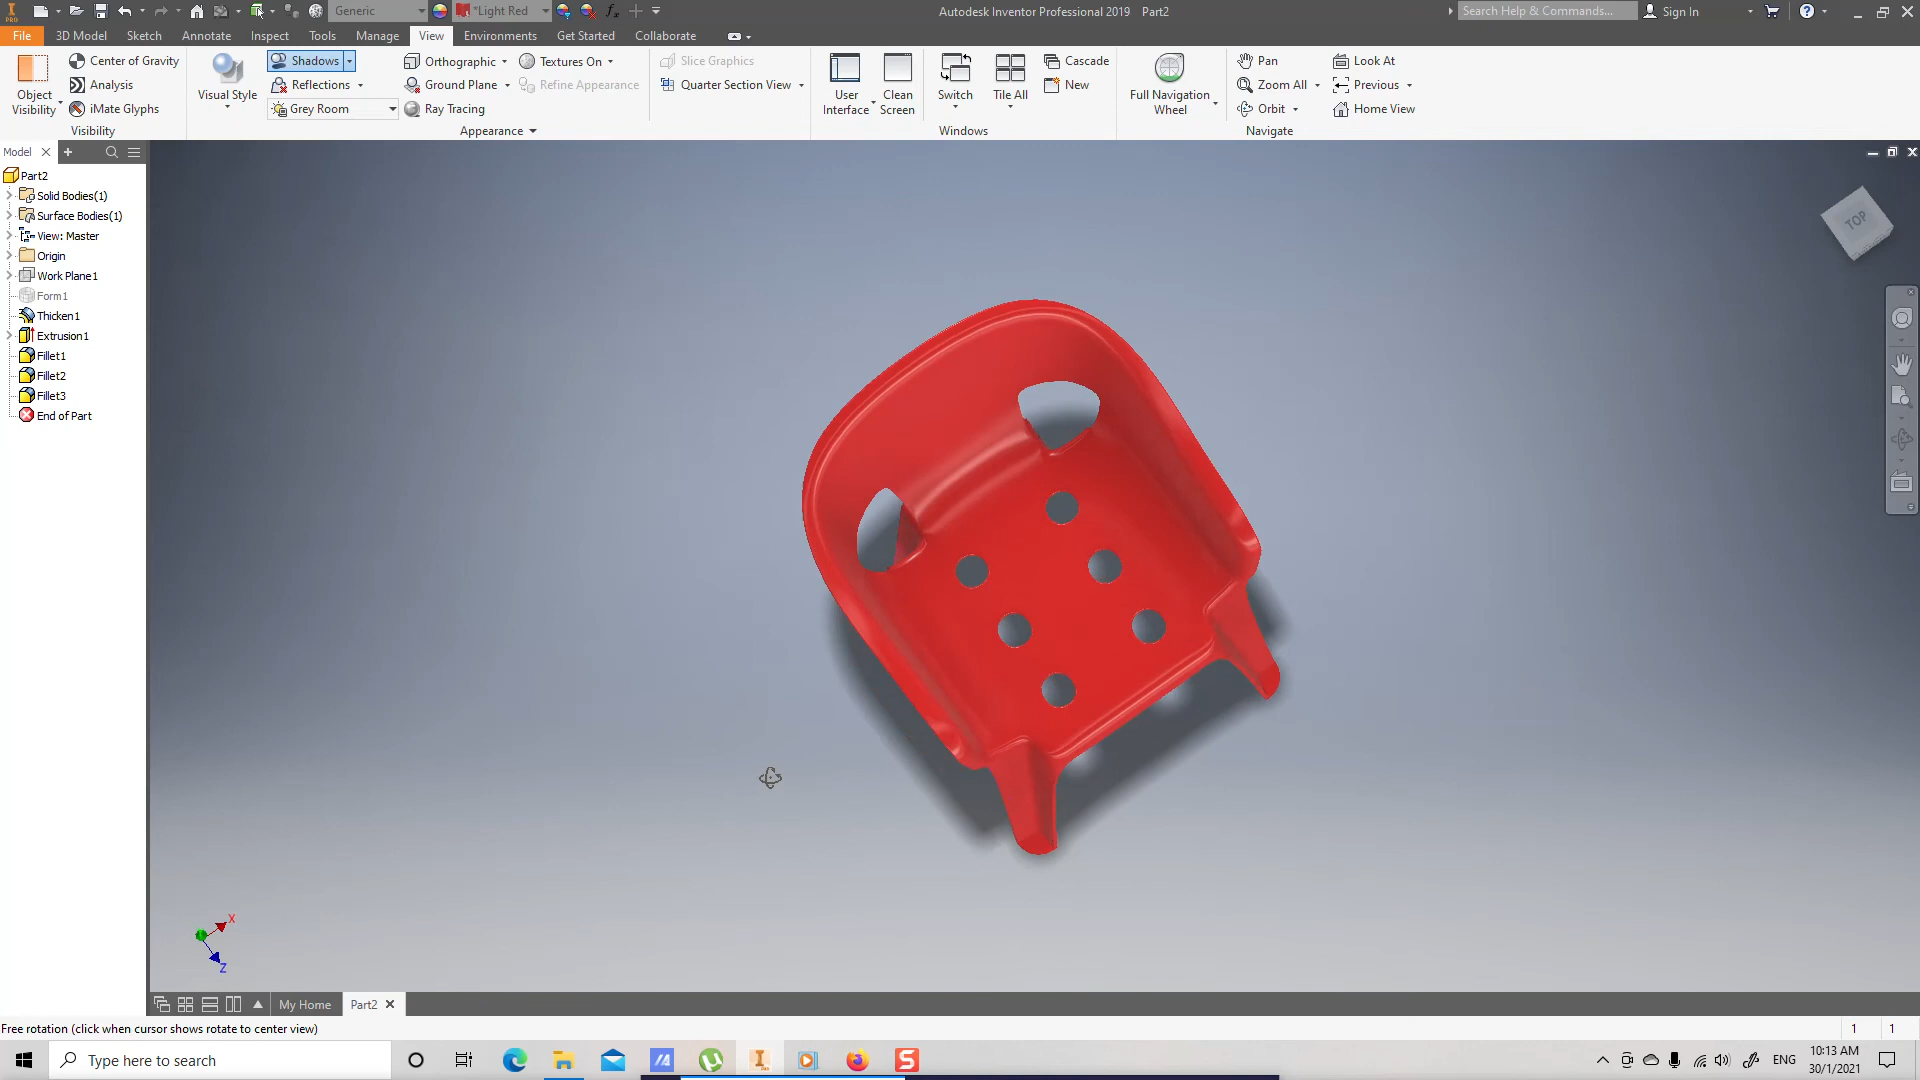 PRO Generic *Light Red fx Autodesk Inventor Professional 2019 Part2 Search Help & Commands... Sign In
File 3D Model Sketch Annotate Inspect Tools Manage View Environments Get Started Collaborate
Object Visibility Center of Gravity Analysis iMate Glyphs
Visibility
Visual Style Shadows Reflections Grey Room
Orthographic Ground Plane Ray Tracing
Textures On Refine Appearance
Appearance
Slice Graphics Quarter Section View
User Interface Clean Screen Switch Tile All Cascade New
Windows
Full Navigation Wheel Pan Zoom All Orbit Look At Previous Home View
Navigate
Model
Part2
Solid Bodies(1)
Surface Bodies(1)
View: Master
Origin
Work Plane1
Form1
Thicken1
Extrusion1
Fillet1
Fillet2
Fillet3
End of Part
TOP
X
Z
My Home Part2
Free rotation (click when cursor shows rotate to center view) 1 1
Type here to search
ENG 10:13 AM
30/1/2021